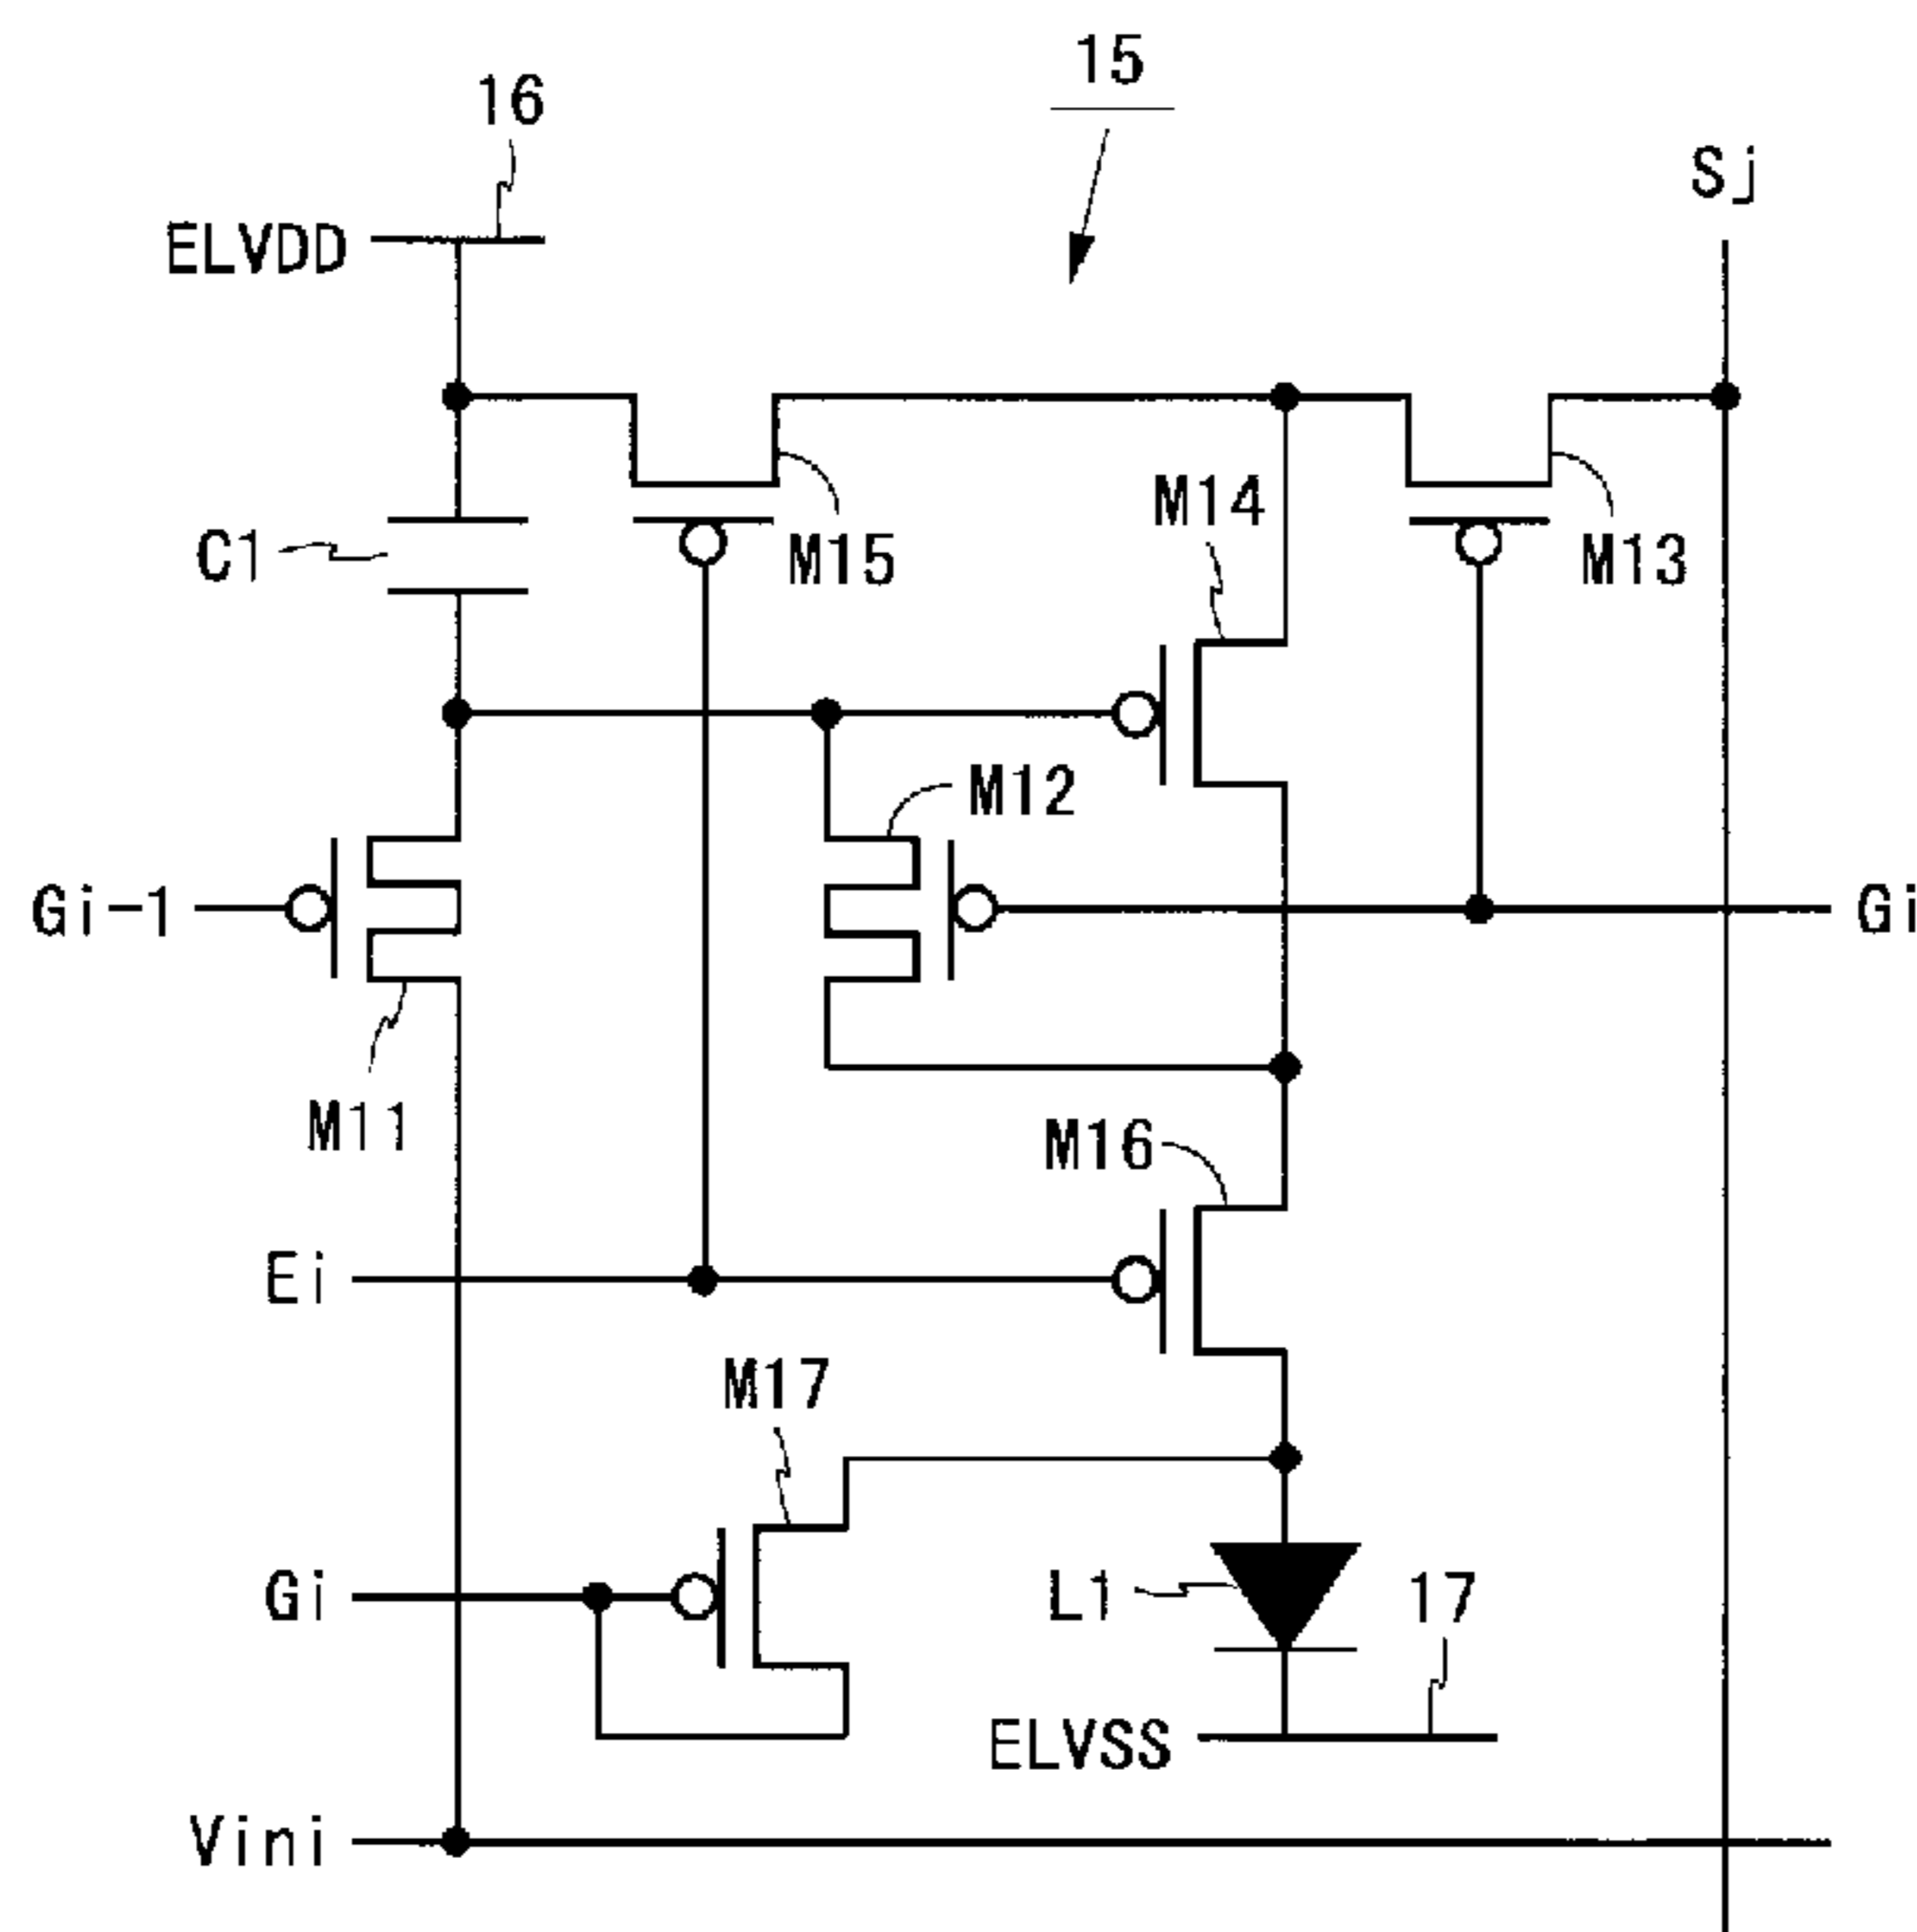 15
16
Sj
ELVDD
M14
C1
M15
M13
M12
Gi-1
Gi
M11
M16
Ei
M17
Gi
L1
17
ELVSS
Vini